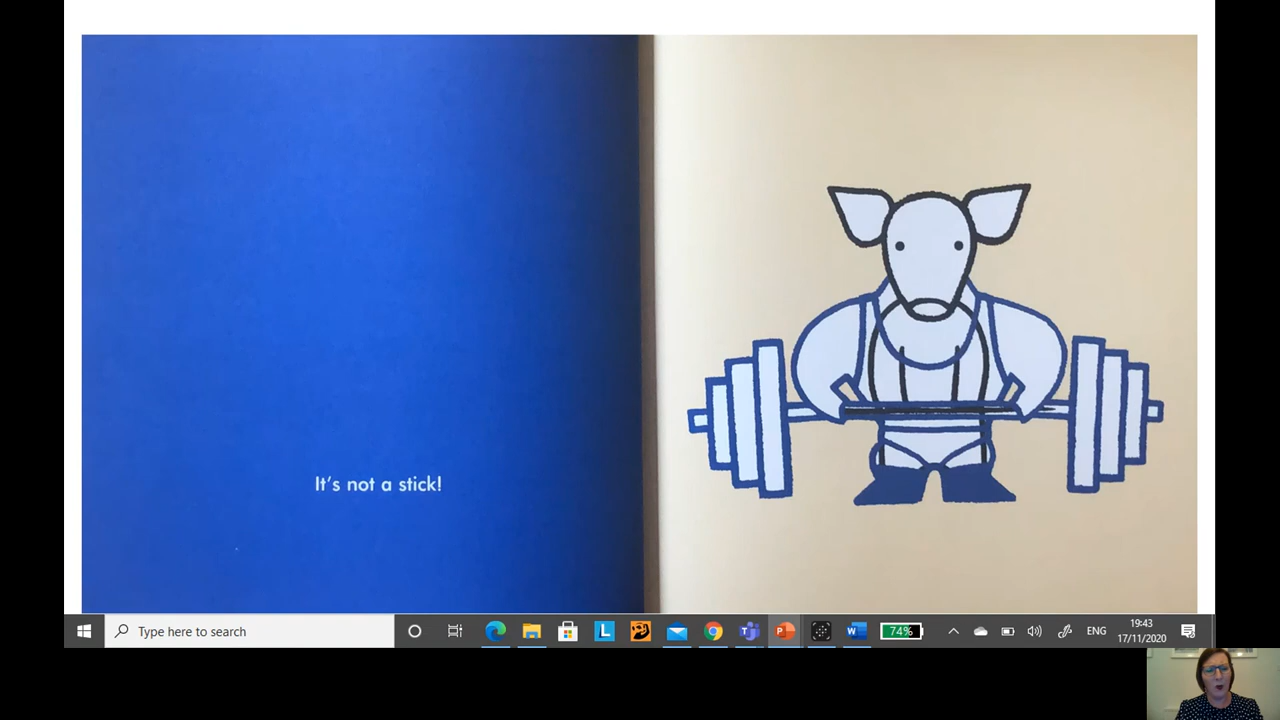 It's not a stick!
Type here to search
L
W
74%
ENG
19:43
17/11/2020